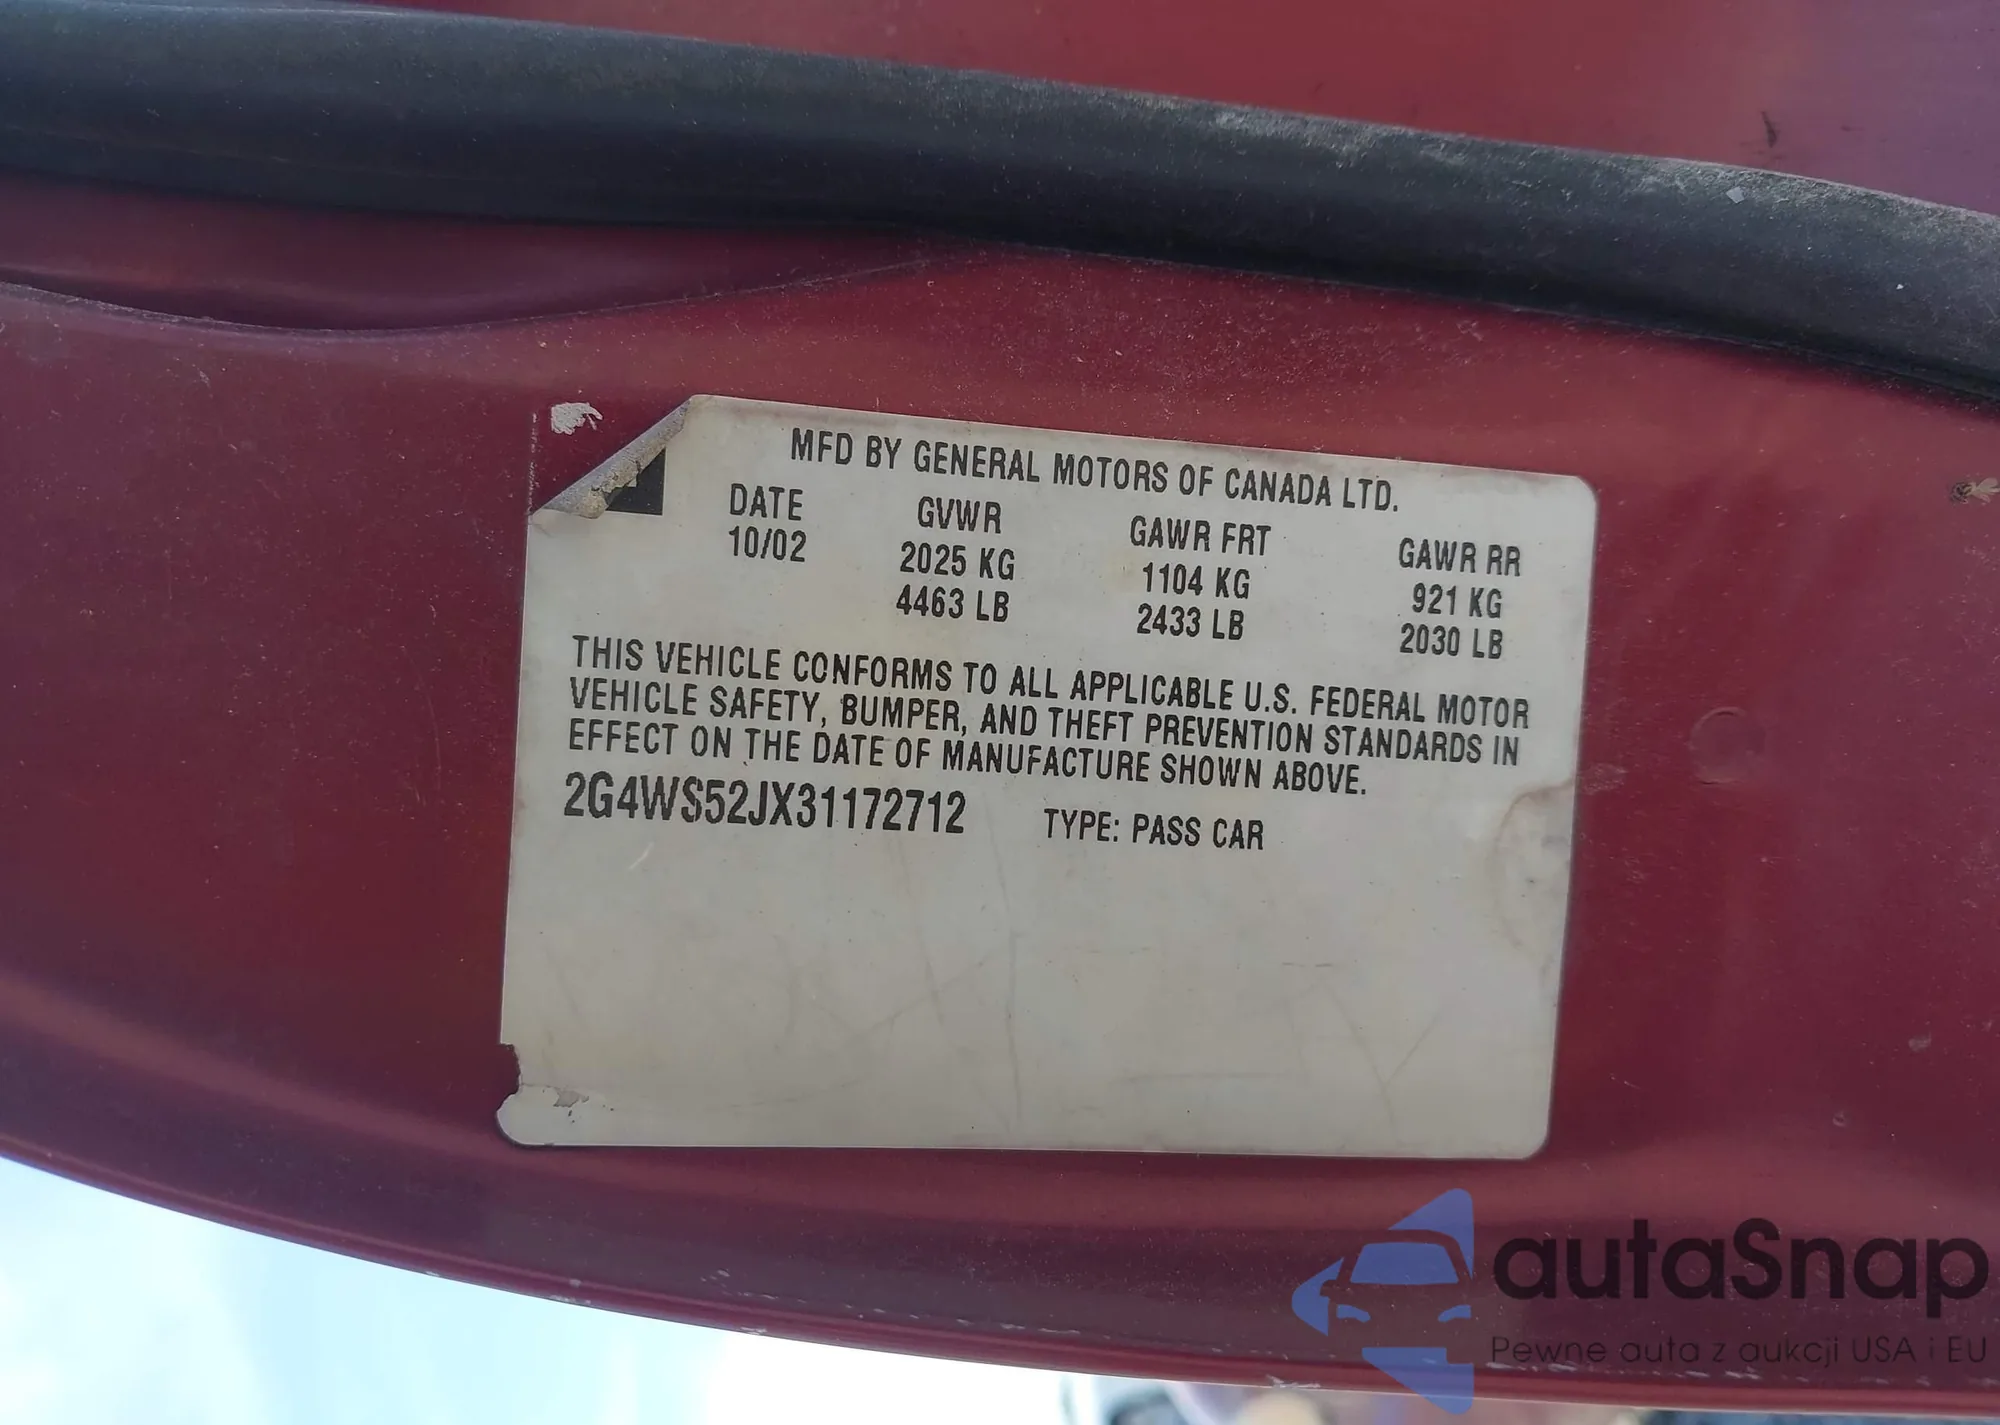 MFD BY GENERAL MOTORS OF CANADA LTD.
DATE GVWR GAWR FRT GAWR RR
10/02 2025 KG 1104 KG 921 KG
4463 LB 2433 LB 2030 LB
THIS VEHICLE CONFORMS TO ALL APPLICABLE U.S. FEDERAL MOTOR
VEHICLE SAFETY, BUMPER, AND THEFT PREVENTION STANDARDS IN
EFFECT ON THE DATE OF MANUFACTURE SHOWN ABOVE.
2G4WS52JX31172712 TYPE: PASS CAR
autaSnap
Pewne auta z aukcji USA i EU